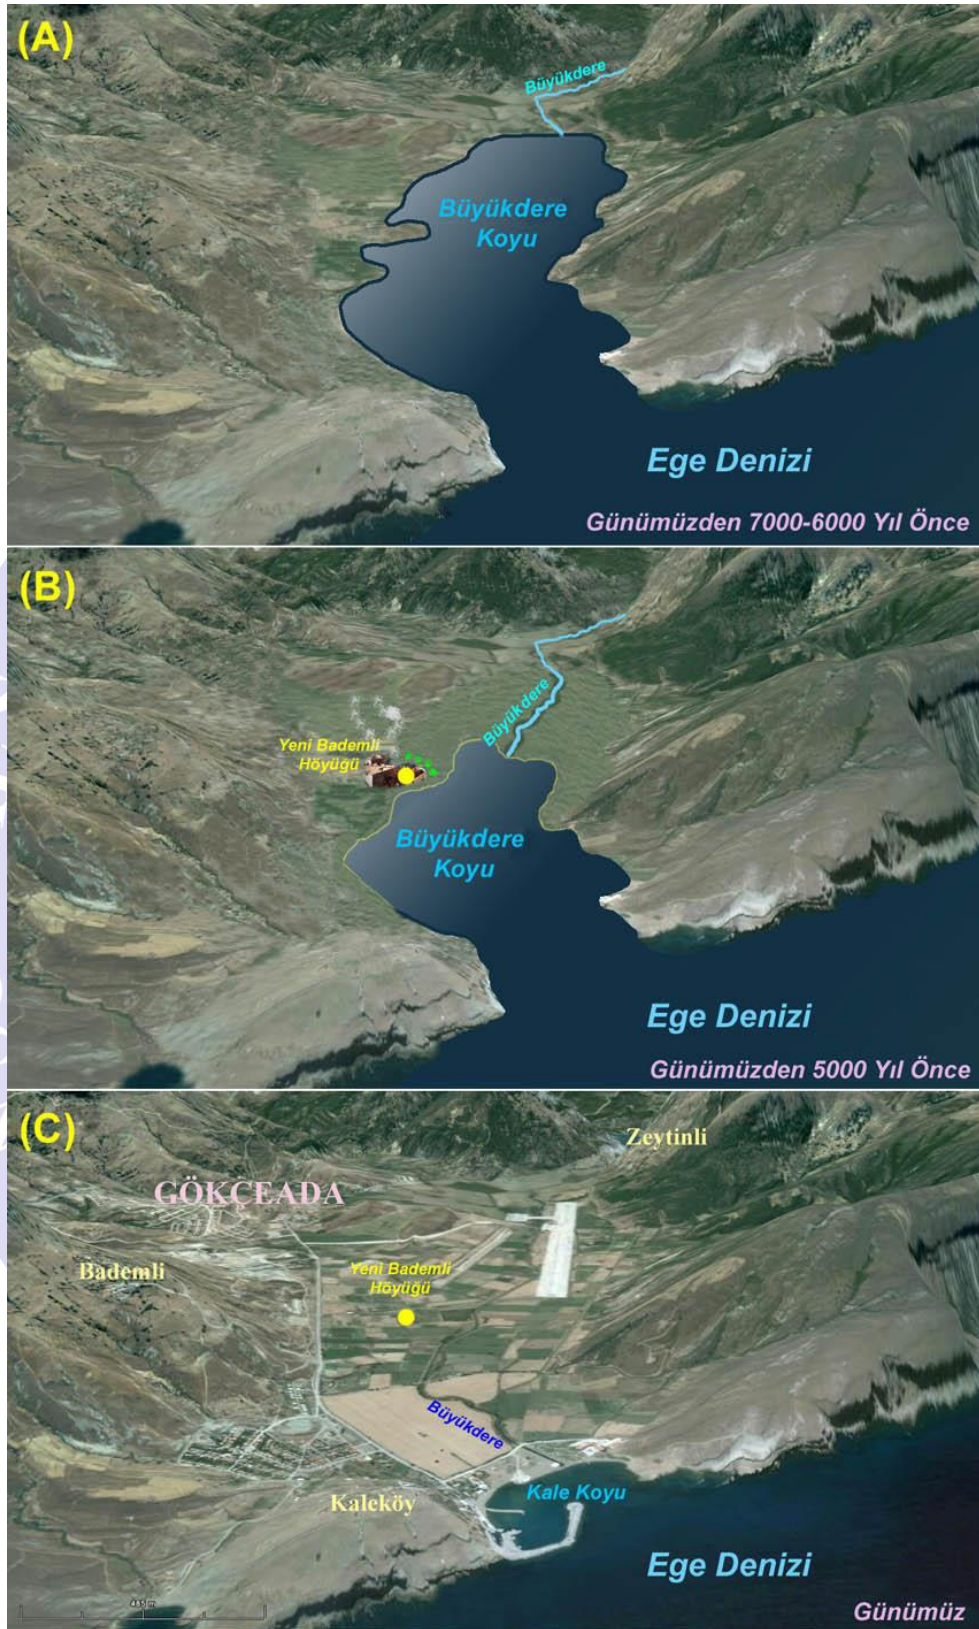 (A)
Büyükdere
Büyükdere
Koyu
Ege Denizi
Günümüzden 7000-6000 Yıl Önce
(B)
Büyükdere
Yeni Bademli
Höyüğü
Büyükdere
Koyu
Ege Denizi
Günümüzden 5000 Yıl Önce
(C)
Zeytinli
GÖKÇEADA
Bademli
Yeni Bademli
Höyüğü
Büyükdere
Kale Koyu
Kaleköy
Ege Denizi
Günümüz